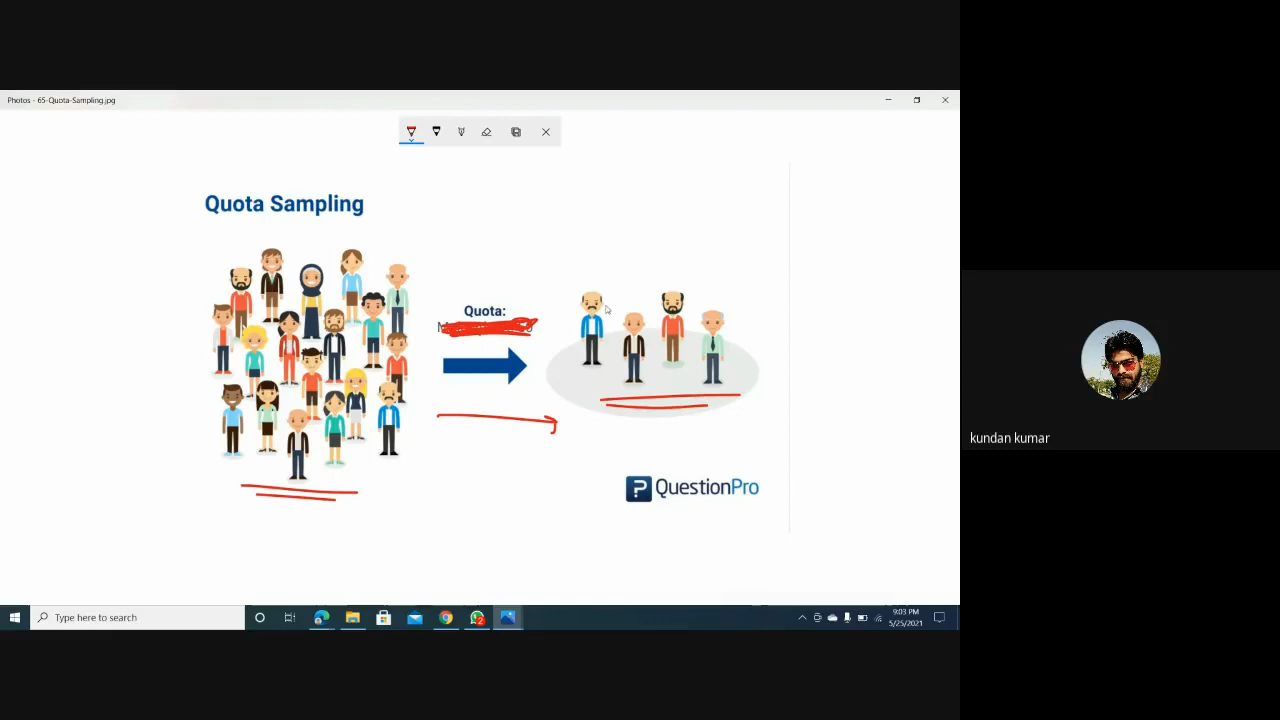 Photos - 65-Quota-Sampling.jpg
Quota Sampling
Quota:
QuestionPro
kundan kumar
Type here to search
2
9:03 PM
5/25/2021